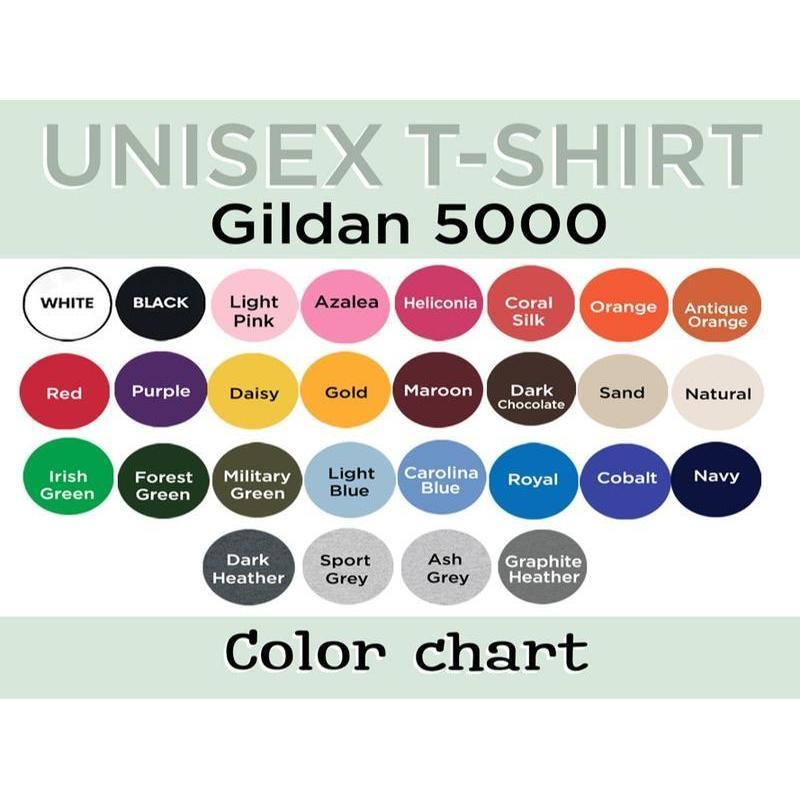 UNISEX T-SHIRT
Gildan 5000
WHITE
BLACK
Light
Pink
Azalea
Heliconia
Coral
Silk
Orange
Antique
Orange
Red
Purple
Daisy
Gold
Maroon
Dark
Chocolate
Sand
Natural
Irish
Green
Forest
Green
Military
Green
Light
Blue
Carolina
Blue
Royal
Cobalt
Navy
Dark
Heather
Sport
Grey
Ash
Grey
Graphite
Heather
Color chart